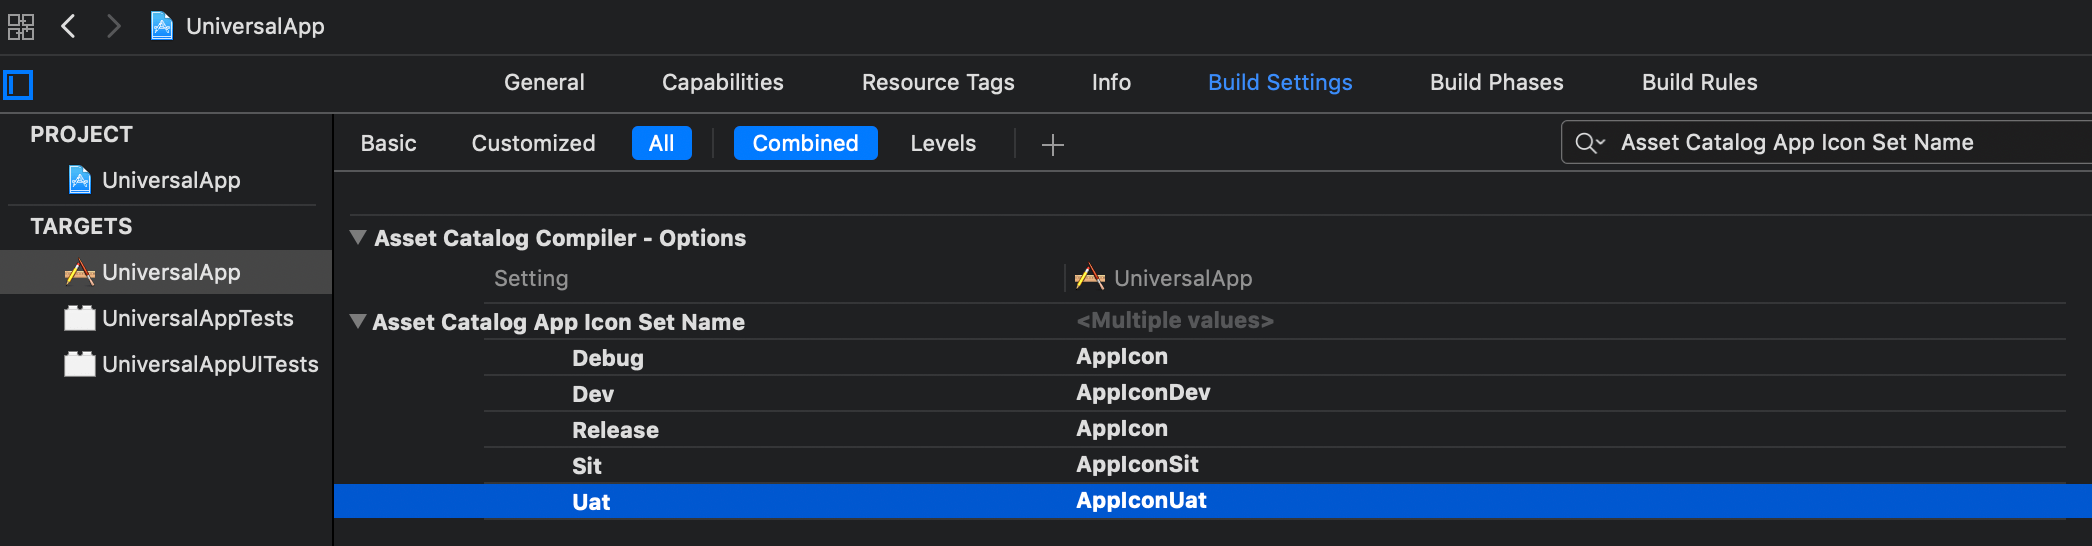 UniversalApp
General Capabilities Resource Tags Info Build Settings Build Phases Build Rules
PROJECT
UniversalApp
TARGETS
UniversalApp
UniversalAppTests
UniversalAppUITests
Basic Customized All Combined Levels Asset Catalog App Icon Set Name
Asset Catalog Compiler - Options
Setting UniversalApp
Asset Catalog App Icon Set Name <Multiple values>
Debug AppIcon
Dev AppIconDev
Release AppIcon
Sit AppIconSit
Uat AppIconUat